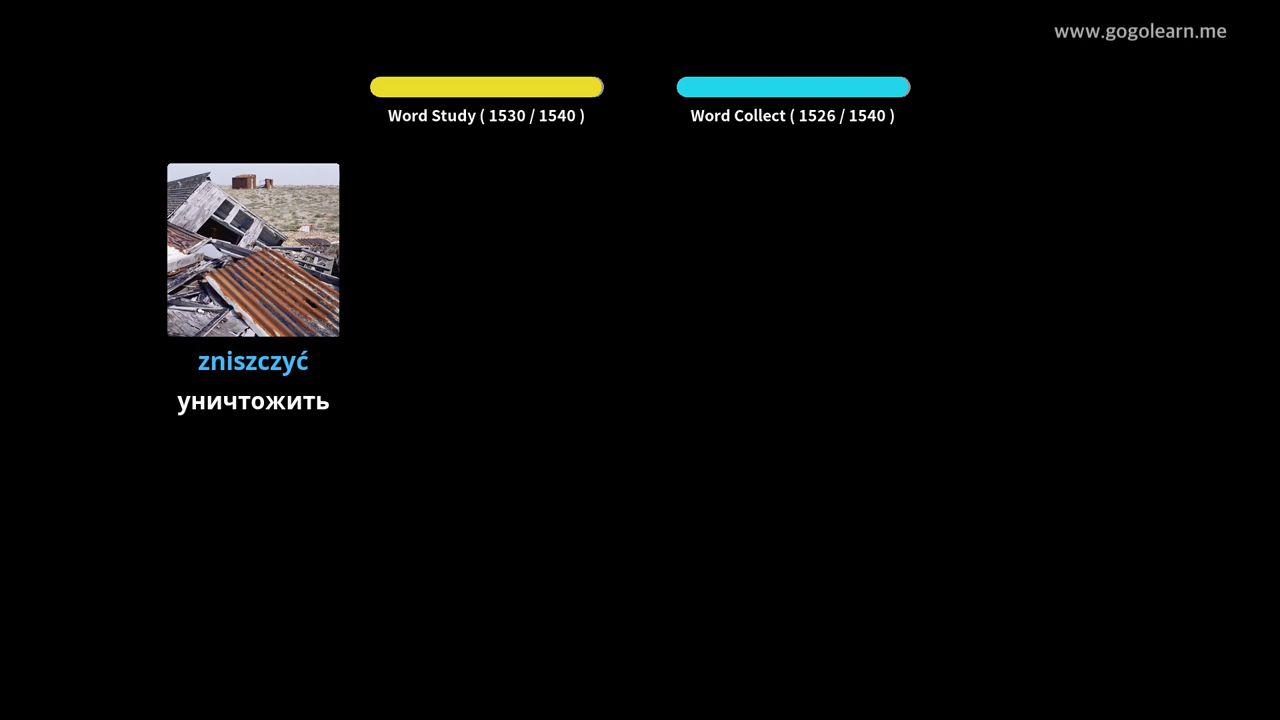 www.gogolearn.me
Word Study ( 1530 / 1540 )
Word Collect ( 1526 / 1540 )
zniszczyć
уничтожить